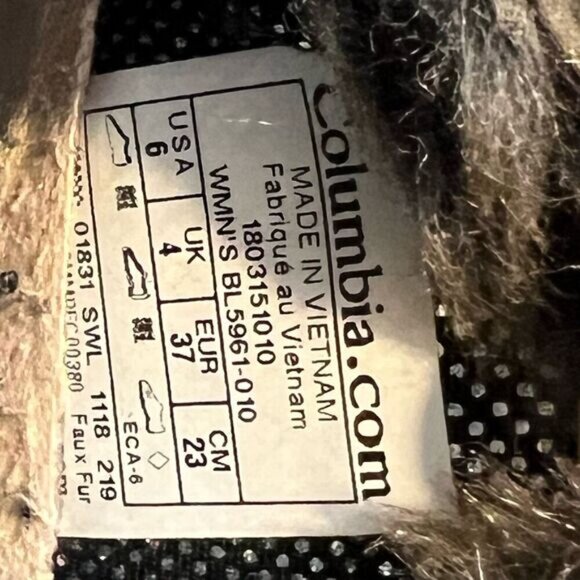 Columbia.com
MADE IN VIETNAM
Fabriqué au Vietnam
1803151010
WMN'S BL5961-010
USA UK EUR CM
6 4 37 23
ECA-6
01831 SWL 1118 219
Faux Fur